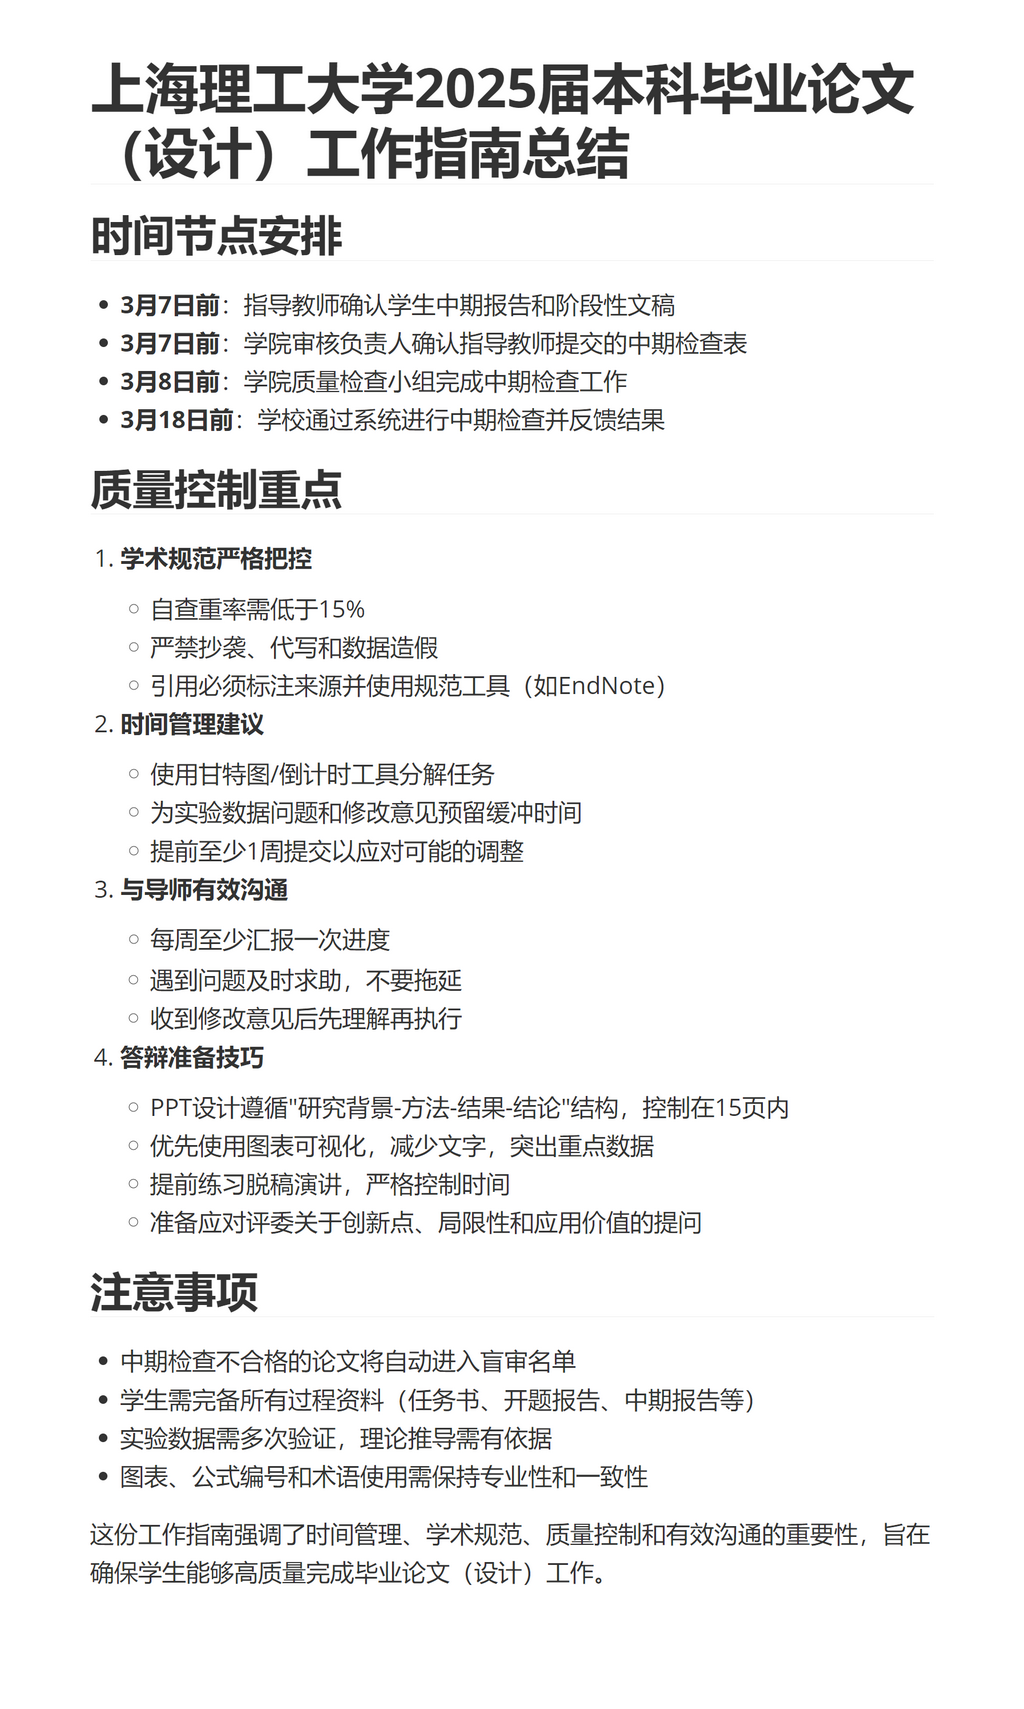 上海理工大学2025届本科毕业论文
（设计）工作指南总结
时间节点安排
• 3月7日前：指导教师确认学生中期报告和阶段性文稿
• 3月7日前：学院审核负责人确认指导教师提交的中期检查表
• 3月8日前：学院质量检查小组完成中期检查工作
• 3月18日前：学校通过系统进行中期检查并反馈结果
质量控制重点
1. 学术规范严格把控
○ 自查重率需低于15%
○ 严禁抄袭、代写和数据造假
○ 引用必须标注来源并使用规范工具（如EndNote）
2. 时间管理建议
○ 使用甘特图/倒计时工具分解任务
○ 为实验数据问题和修改意见预留缓冲时间
○ 提前至少1周提交以应对可能的调整
3. 与导师有效沟通
○ 每周至少汇报一次进度
○ 遇到问题及时求助，不要拖延
○ 收到修改意见后先理解再执行
4. 答辩准备技巧
○ PPT设计遵循"研究背景-方法-结果-结论"结构，控制在15页内
○ 优先使用图表可视化，减少文字，突出重点数据
○ 提前练习脱稿演讲，严格控制时间
○ 准备应对评委关于创新点、局限性和应用价值的提问
注意事项
• 中期检查不合格的论文将自动进入盲审名单
• 学生需完备所有过程资料（任务书、开题报告、中期报告等）
• 实验数据需多次验证，理论推导需有依据
• 图表、公式编号和术语使用需保持专业性和一致性
这份工作指南强调了时间管理、学术规范、质量控制和有效沟通的重要性，旨在
确保学生能够高质量完成毕业论文（设计）工作。